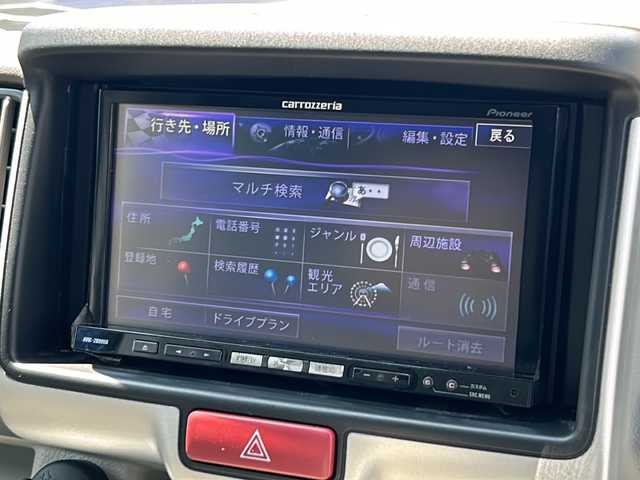 carrozzeria
Pioneer
行き先・場所 情報・通信 編集・設定 戻る
マルチ検索 あ・・
住所 電話番号 ジャンル 周辺施設
登録地 検索履歴 観光エリア 通信
自宅 ドライブプラン ルート消去